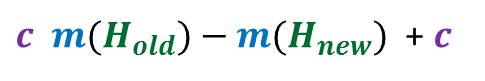 c m(H_old) − m(H_new) + c